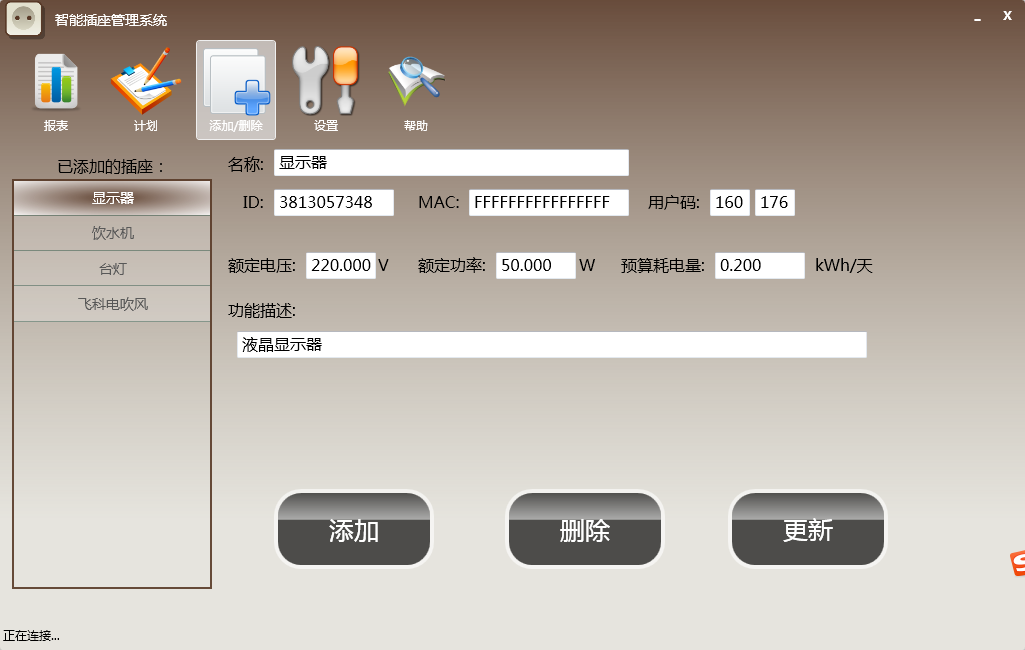 智能插座管理系统
X
报表 计划 添加/删除 设置 帮助
已添加的插座：
显示器
饮水机
台灯
飞科电吹风
名称: 显示器
ID: 3813057348 MAC: FFFFFFFFFFFFFFFF 用户码: 160 176
额定电压: 220.000 V 额定功率: 50.000 W 预算耗电量: 0.200 kWh/天
功能描述:
液晶显示器
添加 删除 更新
正在连接...